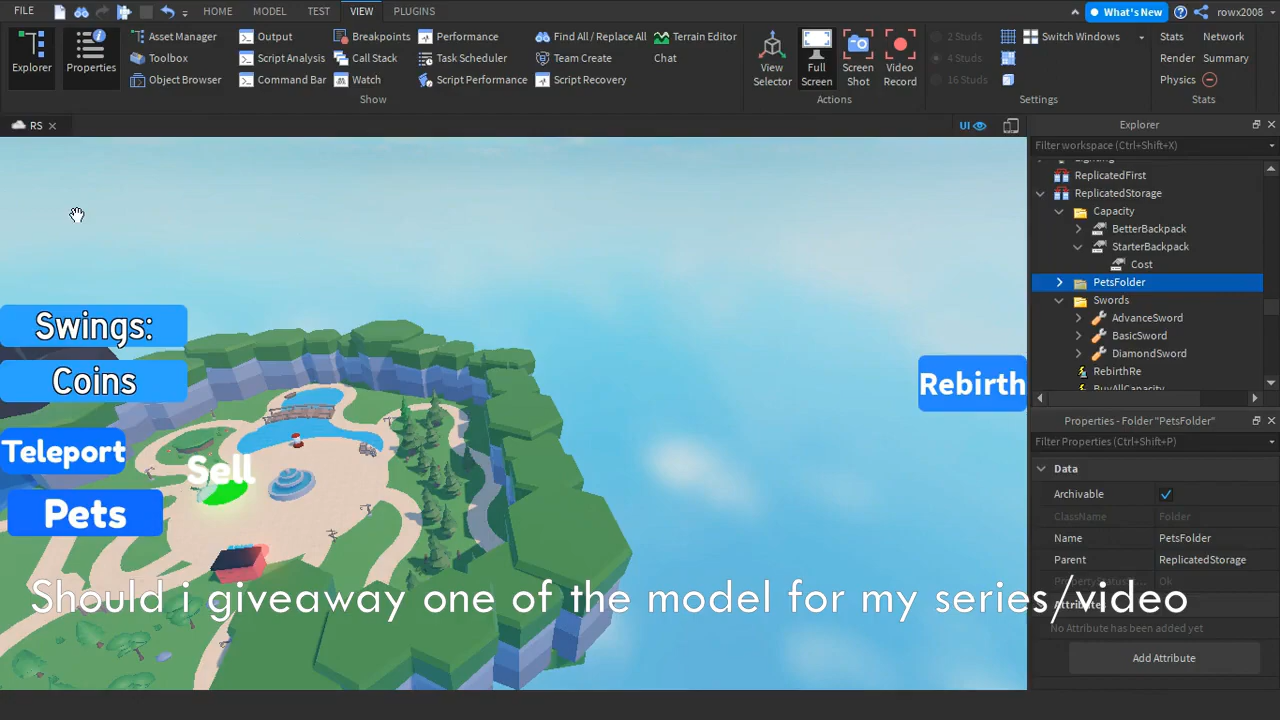 FILE HOME MODEL TEST VIEW PLUGINS What's New rowx2008
Explorer Properties Asset Manager Output Breakpoints Performance Find All / Replace All Terrain Editor View Selector Full Screen Screen Shot Video Record 2 Studs Switch Windows Stats Network
Toolbox Script Analysis Call Stack Task Scheduler Team Create Chat 4 Studs Render Summary
Object Browser Command Bar Watch Script Performance Script Recovery 16 Studs Physics
Show Actions Settings Stats
RS UI
Explorer
Filter workspace (Ctrl+Shift+X)
Lighting
ReplicatedFirst
ReplicatedStorage
Capacity
BetterBackpack
StarterBackpack
Cost
PetsFolder
Swords
AdvanceSword
BasicSword
DiamondSword
RebirthRe
BuyAllCapacity
Swings:
Coins
Teleport
Sell
Pets
Rebirth
Properties - Folder "PetsFolder"
Filter Properties (Ctrl+Shift+P)
Data
Archivable
ClassName Folder
Name PetsFolder
Parent ReplicatedStorage
Ok
Attributes
No Attribute has been added yet
Add Attribute
Should i giveaway one of the model for my series/video